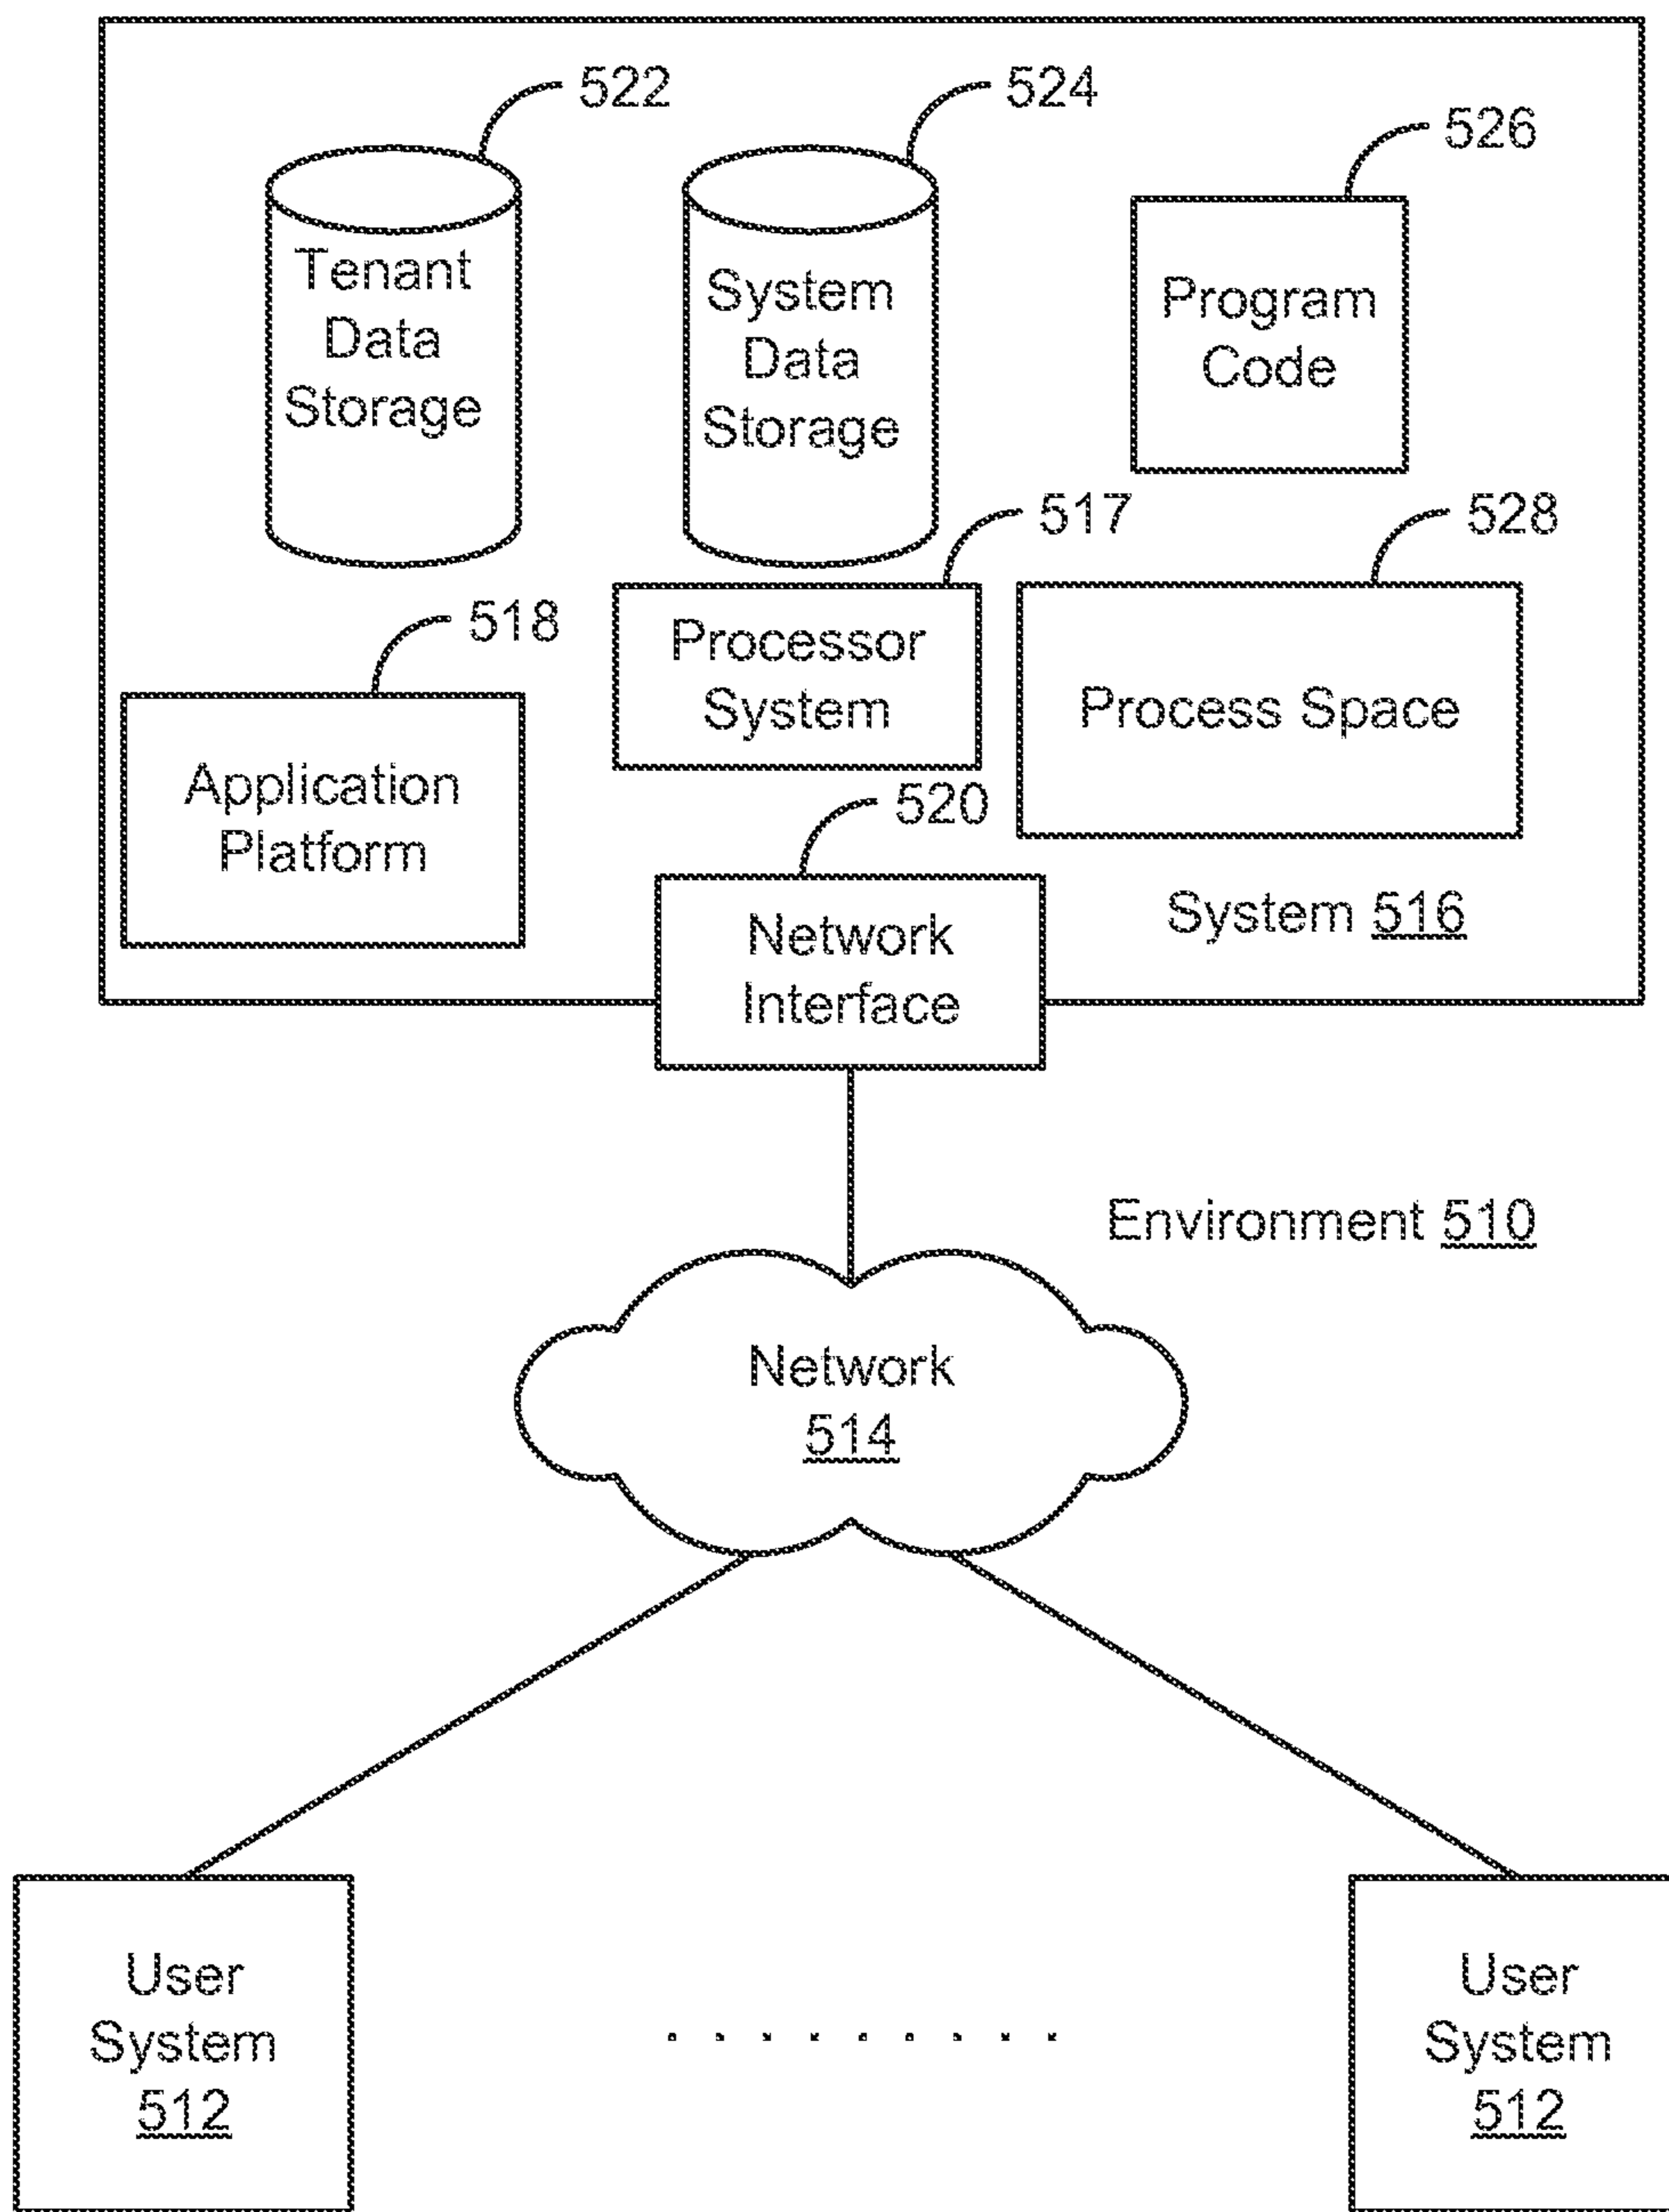 522
524
526
Tenant
Data
Storage
System
Data
Storage
Program
Code
517
528
518
Processor
System
Process Space
Application
Platform
520
Network
Interface
System 516
Environment 510
Network
514
User
System
512
User
System
512